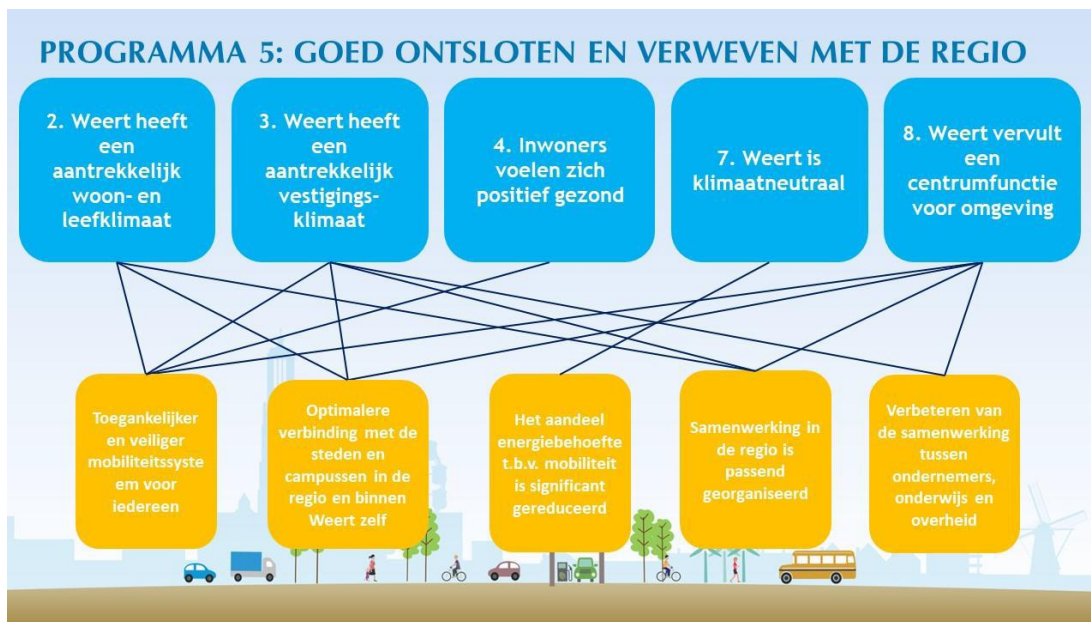 PROGRAMMA 5: GOED ONTSLOTEN EN VERWEVEN MET DE REGIO
2. Weert heeft
een
aantrekkelijk
woon- en
leefklimaat
3. Weert heeft
een
aantrekkelijk
vestigings-
klimaat
4. Inwoners
voelen zich
positief gezond
7. Weert is
klimaatneutraal
8. Weert vervult
een
centrumfunctie
voor omgeving
Toegankelijker
en veiliger
mobiliteitssyste
em voor
iedereen
Optimalere
verbinding met de
steden en
campussen in de
regio en binnen
Weert zelf
Het aandeel
energiebehoefte
t.b.v. mobiliteit
is significant
gereduceerd
Samenwerking in
de regio is
passend
georganiseerd
Verbeteren van
de samenwerking
tussen
ondernemers,
onderwijs en
overheid